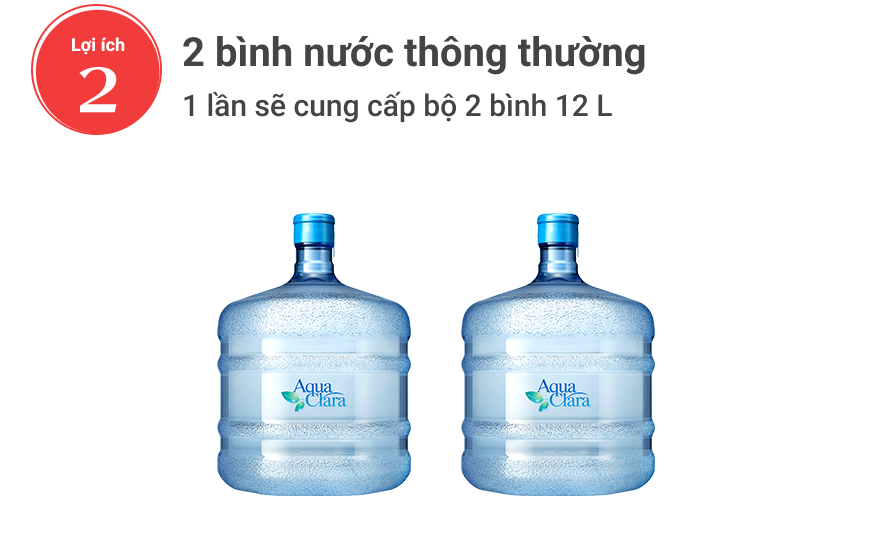 Lợi ích
2
2 bình nước thông thường
1 lần sẽ cung cấp bộ 2 bình 12 L
Aqua
Clara
Aqua
Clara